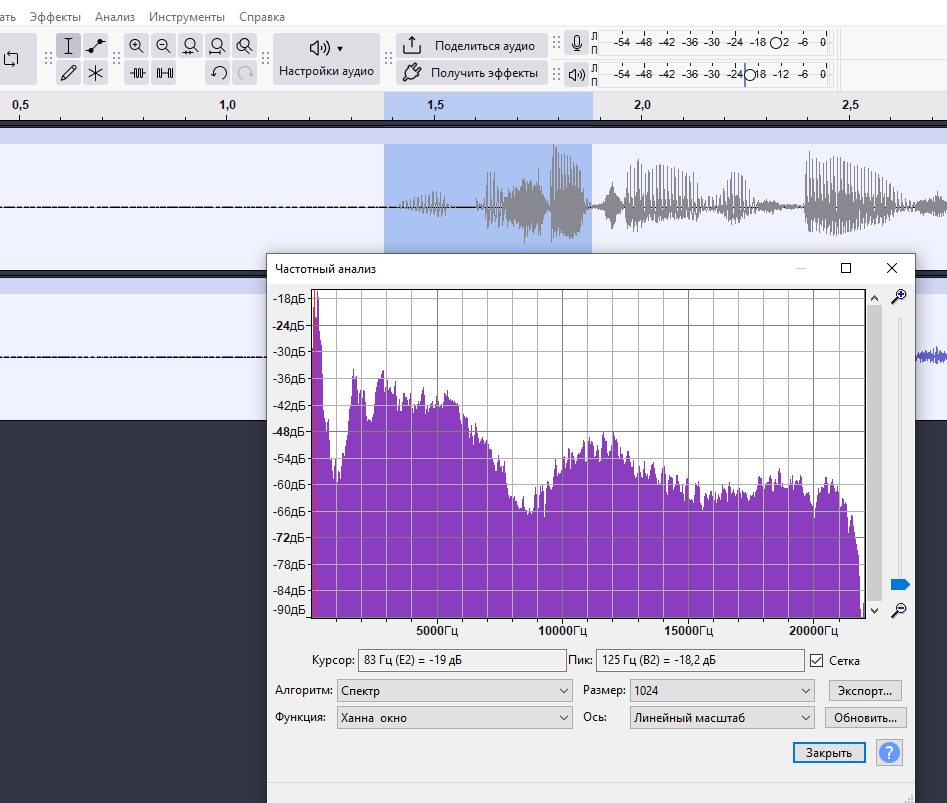 ать Эффекты Анализ Инструменты Справка
Настройки аудио
Поделиться аудио
Получить эффекты
Л
П
-54 -48 -42 -36 -30 -24 -18 2 -6 0
Л
П
-54 -48 -42 -36 -30 -24 18 -12 -6 0
0,5 1,0 1,5 2,0 2,5
Частотный анализ
-18дБ
-24дБ
-30дБ
-36дБ
-42дБ
-48дБ
-54дБ
-60дБ
-66дБ
-72дБ
-78дБ
-84дБ
-90дБ
5000Гц 10000Гц 15000Гц 20000Гц
Курсор: 83 Гц (E2) = -19 дБ Пик: 125 Гц (B2) = -18,2 дБ Сетка
Алгоритм: Спектр Размер: 1024 Экспорт...
Функция: Ханна окно Ось: Линейный масштаб Обновить...
Закрыть ?